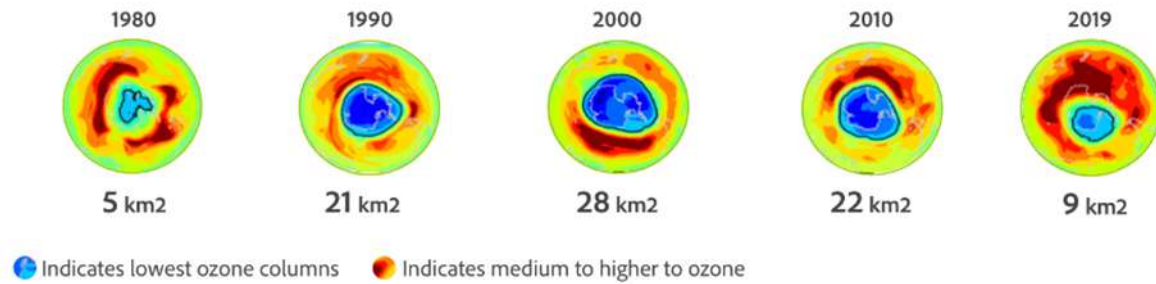 1980 1990 2000 2010 2019
5 km2 21 km2 28 km2 22 km2 9 km2
Indicates lowest ozone columns Indicates medium to higher to ozone